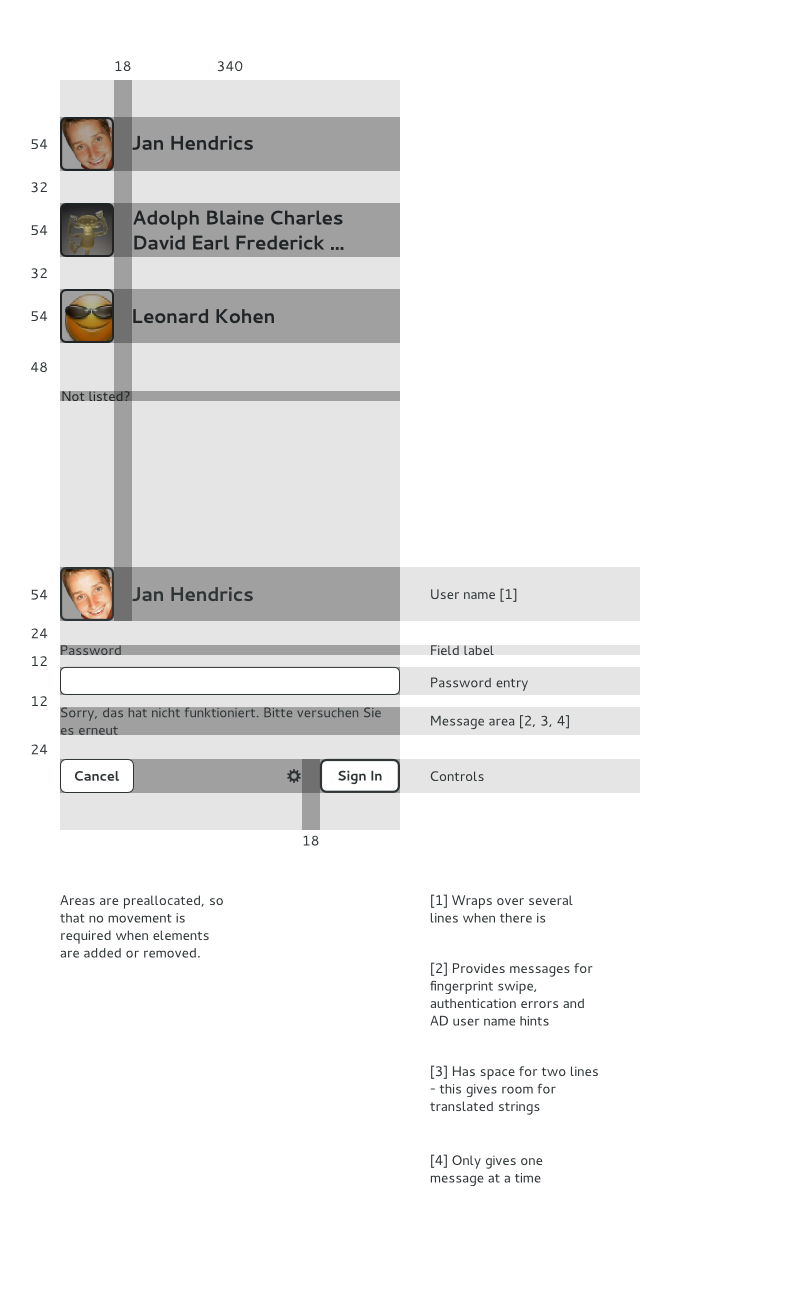 18 340
54 Jan Hendrics
32
54 Adolph Blaine Charles
David Earl Frederick ...
32
54 Leonard Kohen
48
Not listed?
54 Jan Hendrics User name [1]
24
Password Field label
12
Password entry
12
Sorry, das hat nicht funktioniert. Bitte versuchen Sie
es erneut
Message area [2, 3, 4]
24
Cancel Sign In Controls
18
Areas are preallocated, so
that no movement is
required when elements
are added or removed.
[1] Wraps over several
lines when there is
[2] Provides messages for
fingerprint swipe,
authentication errors and
AD user name hints
[3] Has space for two lines
- this gives room for
translated strings
[4] Only gives one
message at a time